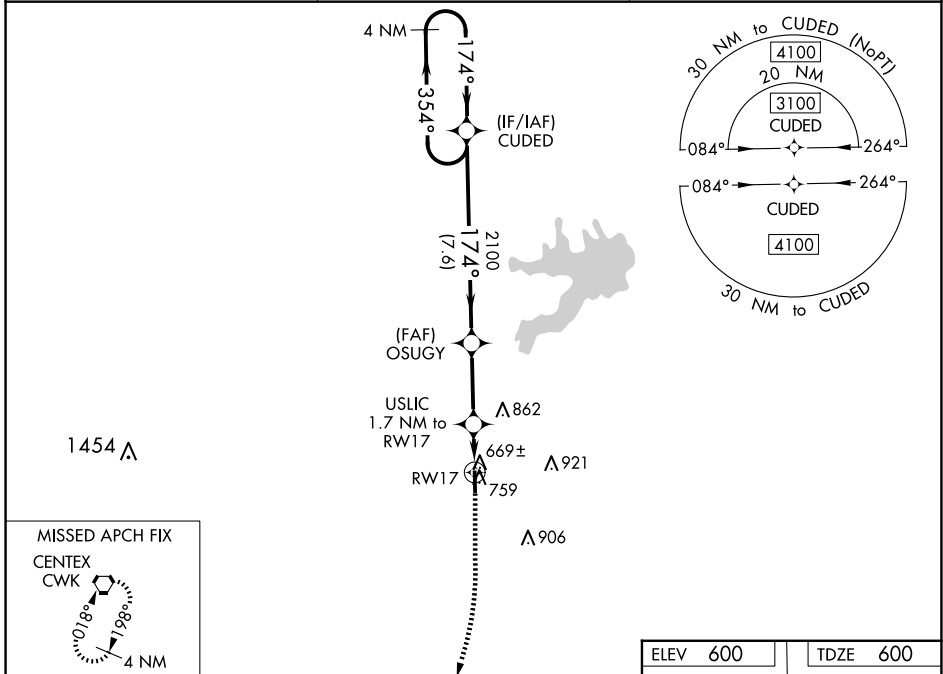 4 NM
174°
354°
(IF/IAF)
CUDED
2100
174°
(7.6)
(FAF)
OSUGY
USLIC
1.7 NM to
RW17
862
669±
921
RW17
759
906
1454
30 NM to CUDED (NoPT)
4100
20 NM
3100
CUDED
084°
264°
084°
264°
CUDED
4100
30 NM to CUDED
MISSED APCH FIX
CENTEX
CWK
018°
198°
4 NM
ELEV 600
TDZE 600